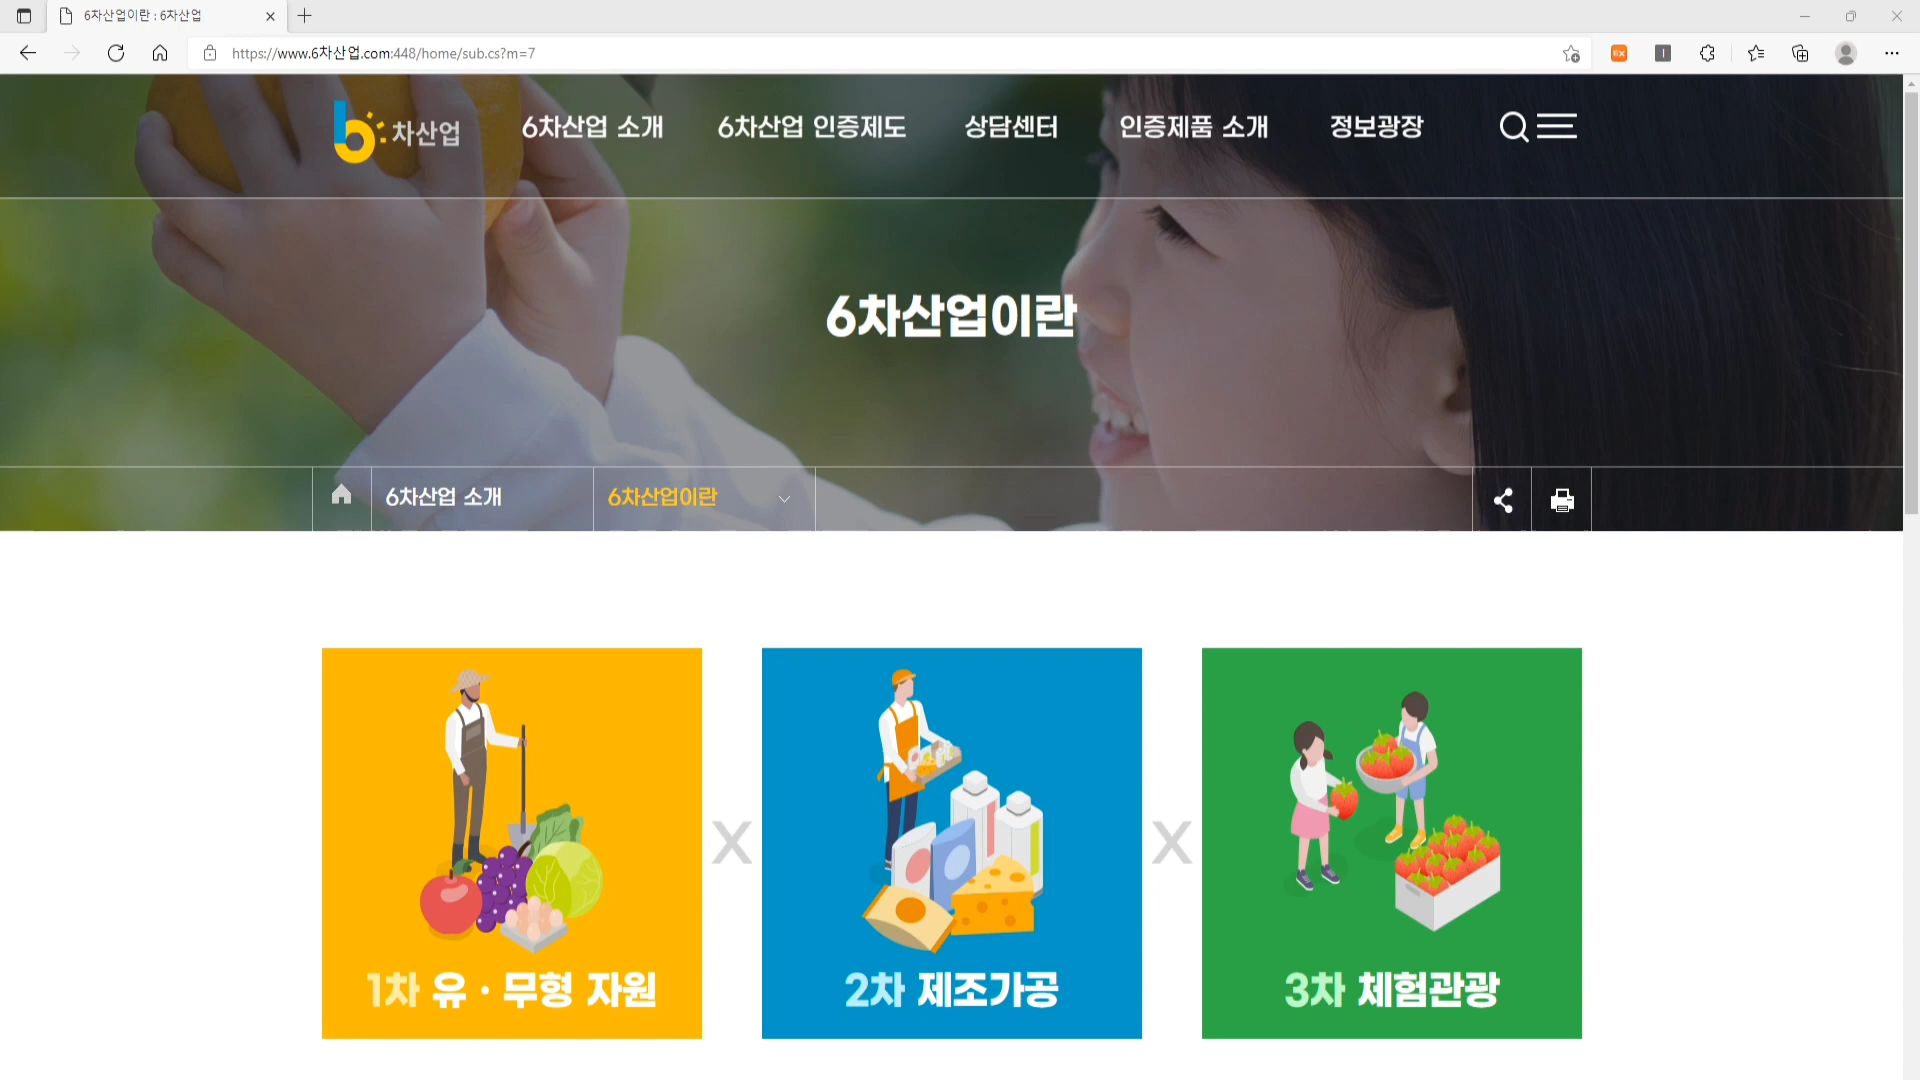 6차산업이란 : 6차산업
https://www.6차산업.com:448/home/sub.cs?m=7
6차산업 6차산업 소개 6차산업 인증제도 상담센터 인증제품 소개 정보광장
6차산업이란
6차산업 소개 6차산업이란
X X
1차 유·무형 자원 2차 제조가공 3차 체험관광